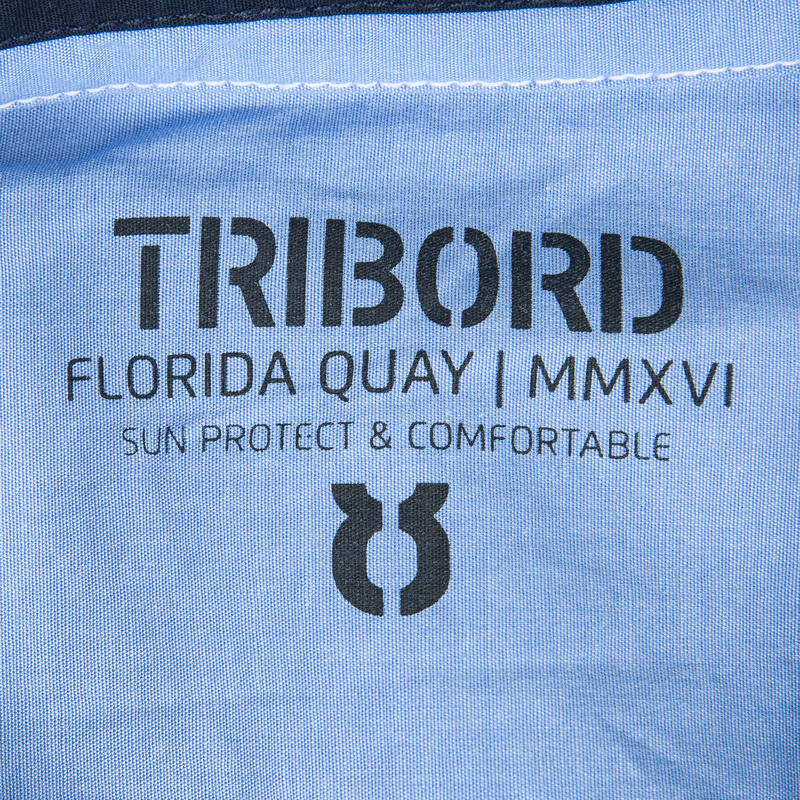 TRIBORD
FLORIDA QUAY | MMXVI
SUN PROTECT & COMFORTABLE